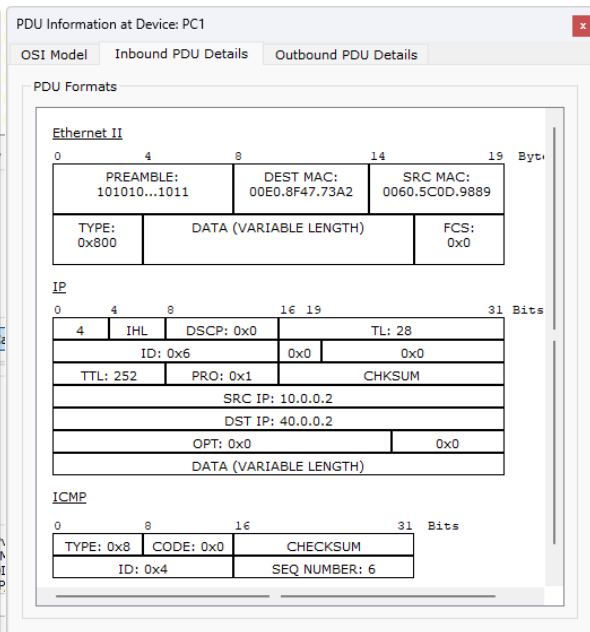 PDU Information at Device: PC1
x
OSI Model Inbound PDU Details Outbound PDU Details
PDU Formats
Ethernet II
0 4 8 14 19 Byte
PREAMBLE: DEST MAC: SRC MAC:
101010...1011 00E0.8F47.73A2 0060.5C0D.9889
TYPE: DATA (VARIABLE LENGTH) FCS:
0x800 0x0
IP
0 4 8 16 19 31 Bits
4 IHL DSCP: 0x0 TL: 28
ID: 0x6 0x0 0x0
TTL: 252 PRO: 0x1 CHKSUM
SRC IP: 10.0.0.2
DST IP: 40.0.0.2
OPT: 0x0 0x0
DATA (VARIABLE LENGTH)
ICMP
0 8 16 31 Bits
TYPE: 0x8 CODE: 0x0 CHECKSUM
ID: 0x4 SEQ NUMBER: 6